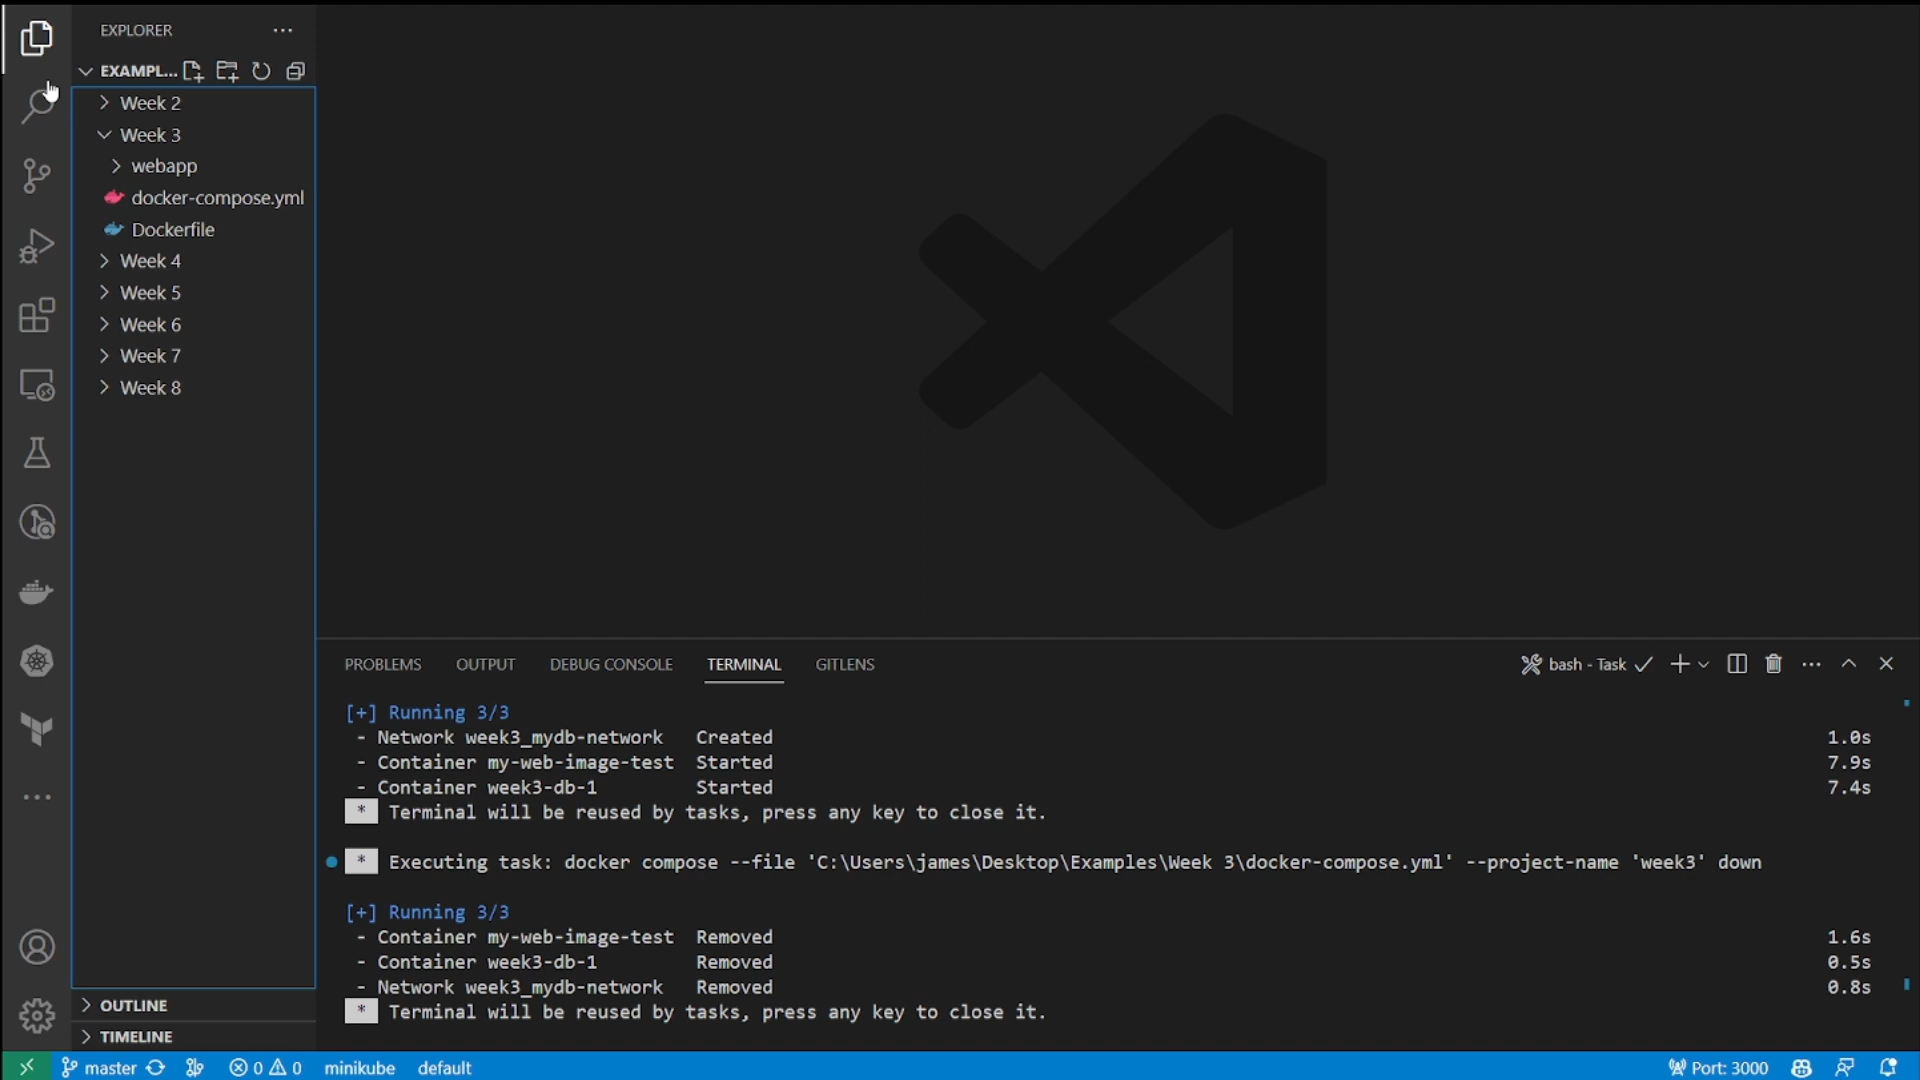 EXPLORER
EXAMPL...
Week 2
Week 3
webapp
docker-compose.yml
Dockerfile
Week 4
Week 5
Week 6
Week 7
Week 8
OUTLINE
TIMELINE
PROBLEMS OUTPUT DEBUG CONSOLE TERMINAL GITLENS bash - Task
[+] Running 3/3
- Network week3_mydb-network Created 1.0s
- Container my-web-image-test Started 7.9s
- Container week3-db-1 Started 7.4s
* Terminal will be reused by tasks, press any key to close it.
* Executing task: docker compose --file 'C:\Users\james\Desktop\Examples\Week 3\docker-compose.yml' --project-name 'week3' down
[+] Running 3/3
- Container my-web-image-test Removed 1.6s
- Container week3-db-1 Removed 0.5s
- Network week3_mydb-network Removed 0.8s
* Terminal will be reused by tasks, press any key to close it.
master 0 0 minikube default Port: 3000